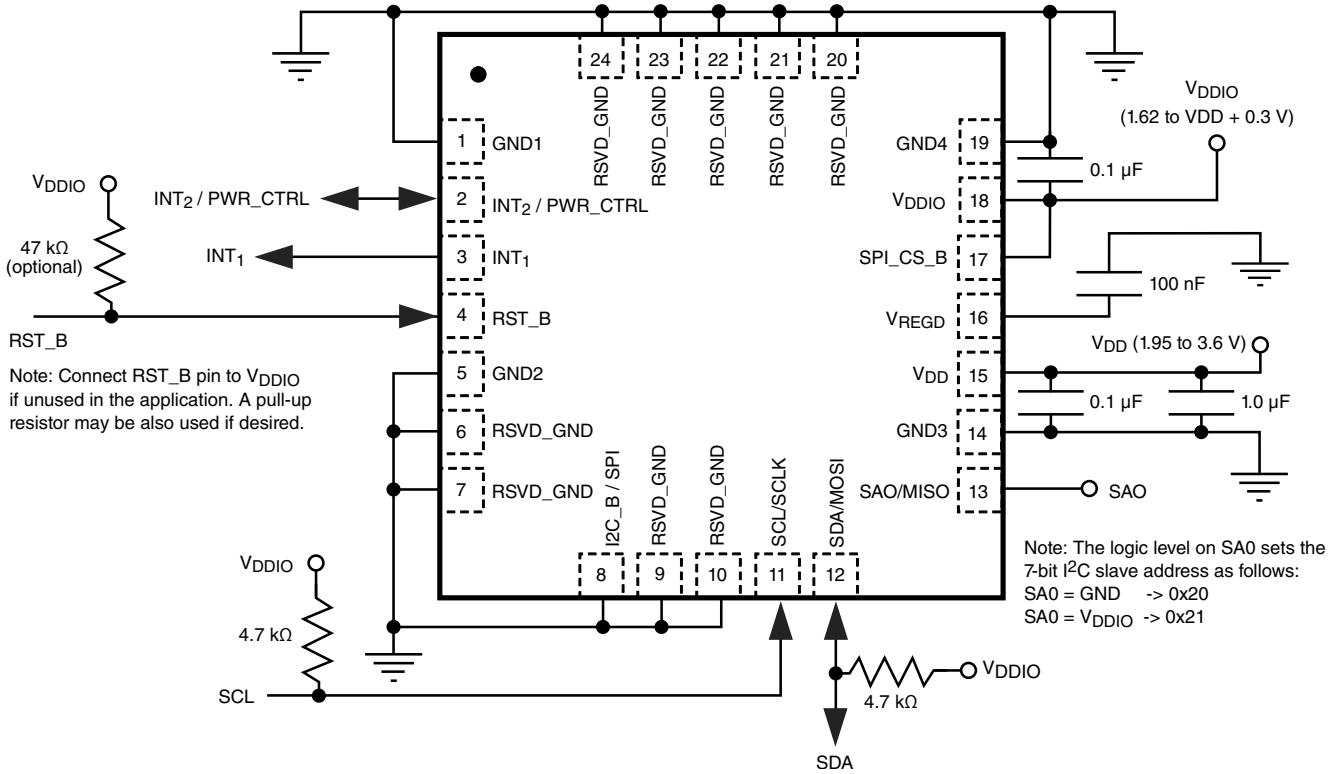 24
23
22
21
20
RSVD_GND
RSVD_GND
RSVD_GND
RSVD_GND
RSVD_GND
1
GND1
INT2 / PWR_CTRL
2
INT2 / PWR_CTRL
INT1
3
INT1
VDDIO
47 kΩ
(optional)
RST_B
4
RST_B
Note: Connect RST_B pin to VDDIO
if unused in the application. A pull-up
resistor may be also used if desired.
5
GND2
6
RSVD_GND
7
RSVD_GND
GND4
19
0.1 µF
VDDIO
(1.62 to VDD + 0.3 V)
VDDIO
18
SPI_CS_B
17
VREGD
16
100 nF
VDD (1.95 to 3.6 V)
VDD
15
0.1 µF
1.0 µF
GND3
14
SAO/MISO
13
SAO
Note: The logic level on SA0 sets the
7-bit I2C slave address as follows:
SA0 = GND -> 0x20
SA0 = VDDIO -> 0x21
I2C_B / SPI
RSVD_GND
RSVD_GND
SCL/SCLK
SDA/MOSI
8
9
10
11
12
VDDIO
4.7 kΩ
SCL
VDDIO
4.7 kΩ
SDA